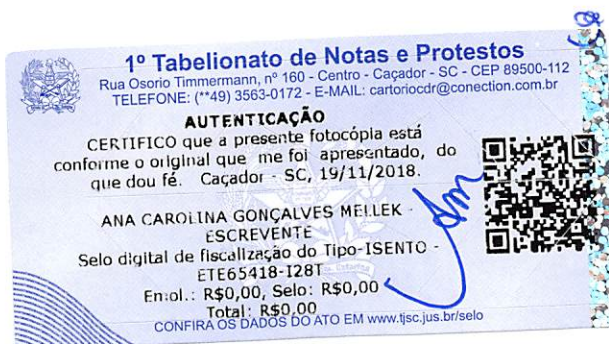 1º Tabelionato de Notas e Protestos
Rua Osorio Timmermann, nº 160 - Centro - Caçador - SC - CEP 89500-112
TELEFONE: (**49) 3563-0172 - E-MAIL: cartoriocdr@conection.com.br
AUTENTICAÇÃO
CERTIFICO que a presente fotocópia está
conforme o original que me foi apresentado, do
que dou fé. Caçador - SC, 19/11/2018.
ANA CAROLINA GONÇALVES MELLEK -
ESCREVENTE
Selo digital de fiscalização do Tipo-ISENTO -
ETE65418-I28T
Emol.: R$0,00, Selo: R$0,00
Total: R$0,00
CONFIRA OS DADOS DO ATO EM www.tjsc.jus.br/selo